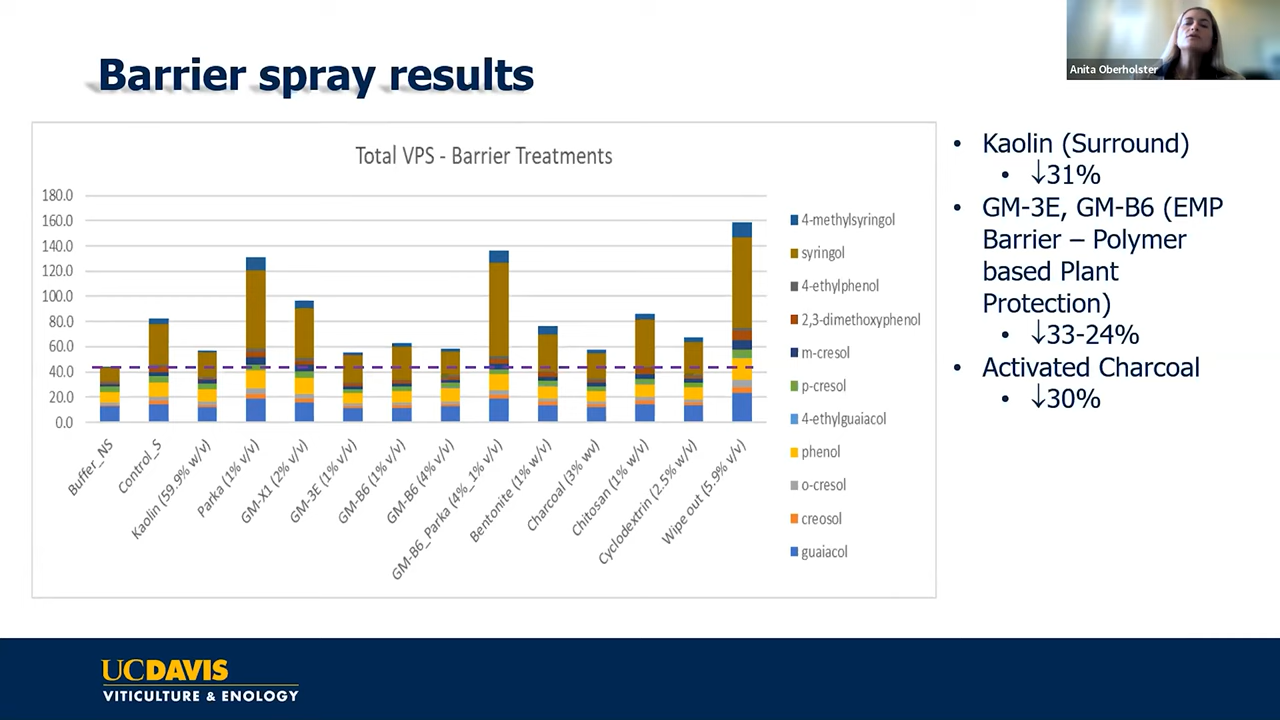 Barrier spray results
Anita Oberholster
Total VPS - Barrier Treatments
180.0
160.0
140.0
120.0
100.0
80.0
60.0
40.0
20.0
0.0
Buffer_NS
Control_S
Kaolin (59.9% w/v)
Parka (1% v/v)
GM-X1 (2% v/v)
GM-3E (1% v/v)
GM-B6 (1% v/v)
GM-B6 (4% v/v)
GM-B6_Parka (4%_1% v/v)
Bentonite (1% w/v)
Charcoal (3% wv)
Chitosan (1% w/v)
Cyclodextrin (2.5% w/v)
Wipe out (5.9% v/v)
4-methylsyringol
syringol
4-ethylphenol
2,3-dimethoxyphenol
m-cresol
p-cresol
4-ethylguaiacol
phenol
o-cresol
creosol
guaiacol
• Kaolin (Surround)
• ↓31%
• GM-3E, GM-B6 (EMP
Barrier – Polymer
based Plant
Protection)
• ↓33-24%
• Activated Charcoal
• ↓30%
UCDAVIS
VITICULTURE & ENOLOGY